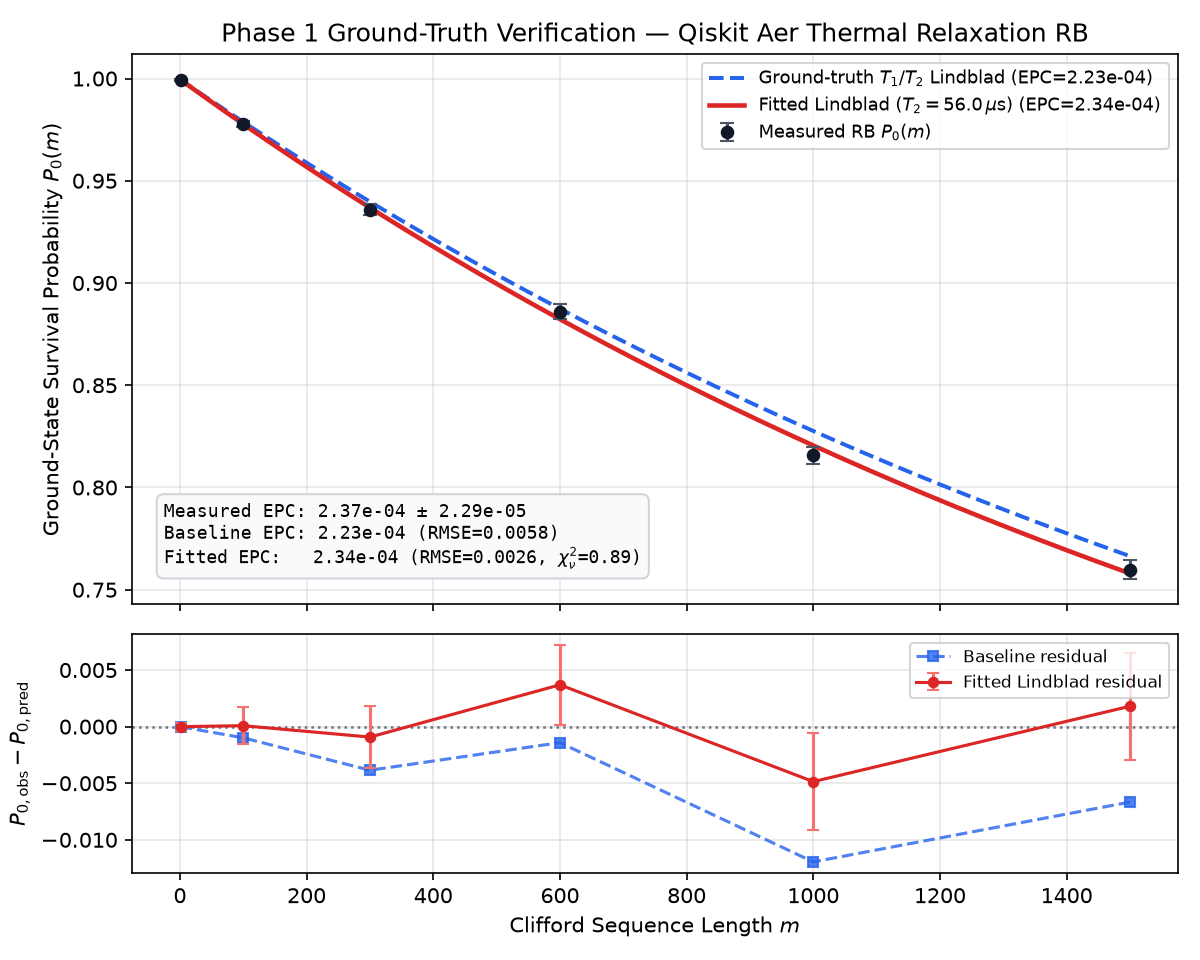 Phase 1 Ground-Truth Verification — Qiskit Aer Thermal Relaxation RB
Ground-State Survival Probability P₀(m)
1.00
0.95
0.90
0.85
0.80
0.75
Ground-truth T₁/T₂ Lindblad (EPC=2.23e-04)
Fitted Lindblad (T₂ = 56.0 μs) (EPC=2.34e-04)
Measured RB P₀(m)
Measured EPC: 2.37e-04 ± 2.29e-05
Baseline EPC: 2.23e-04 (RMSE=0.0058)
Fitted EPC:   2.34e-04 (RMSE=0.0026, χ²ᵥ=0.89)
P₀,obs − P₀,pred
0.005
0.000
−0.005
−0.010
Baseline residual
Fitted Lindblad residual
0 200 400 600 800 1000 1200 1400
Clifford Sequence Length m